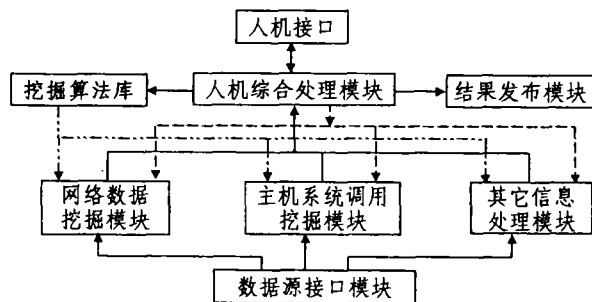 人机接口
挖掘算法库
人机综合处理模块
结果发布模块
网络数据
挖掘模块
主机系统调用
挖掘模块
其它信息
处理模块
数据源接口模块